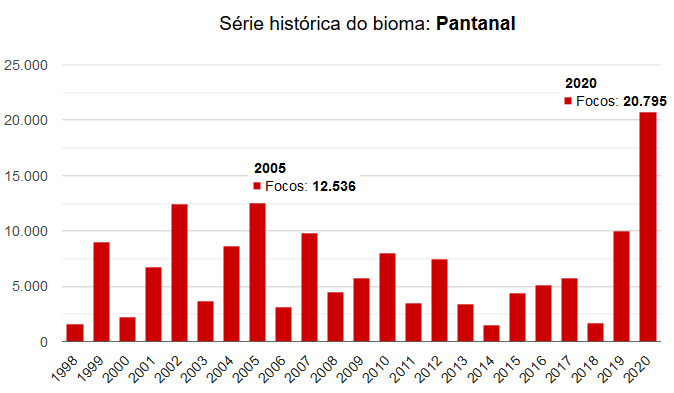 Série histórica do bioma: Pantanal
25.000
2020
Focos: 20.795
20.000
2005
Focos: 12.536
15.000
10.000
5.000
0
1998 1999 2000 2001 2002 2003 2004 2005 2006 2007 2008 2009 2010 2011 2012 2013 2014 2015 2016 2017 2018 2019 2020